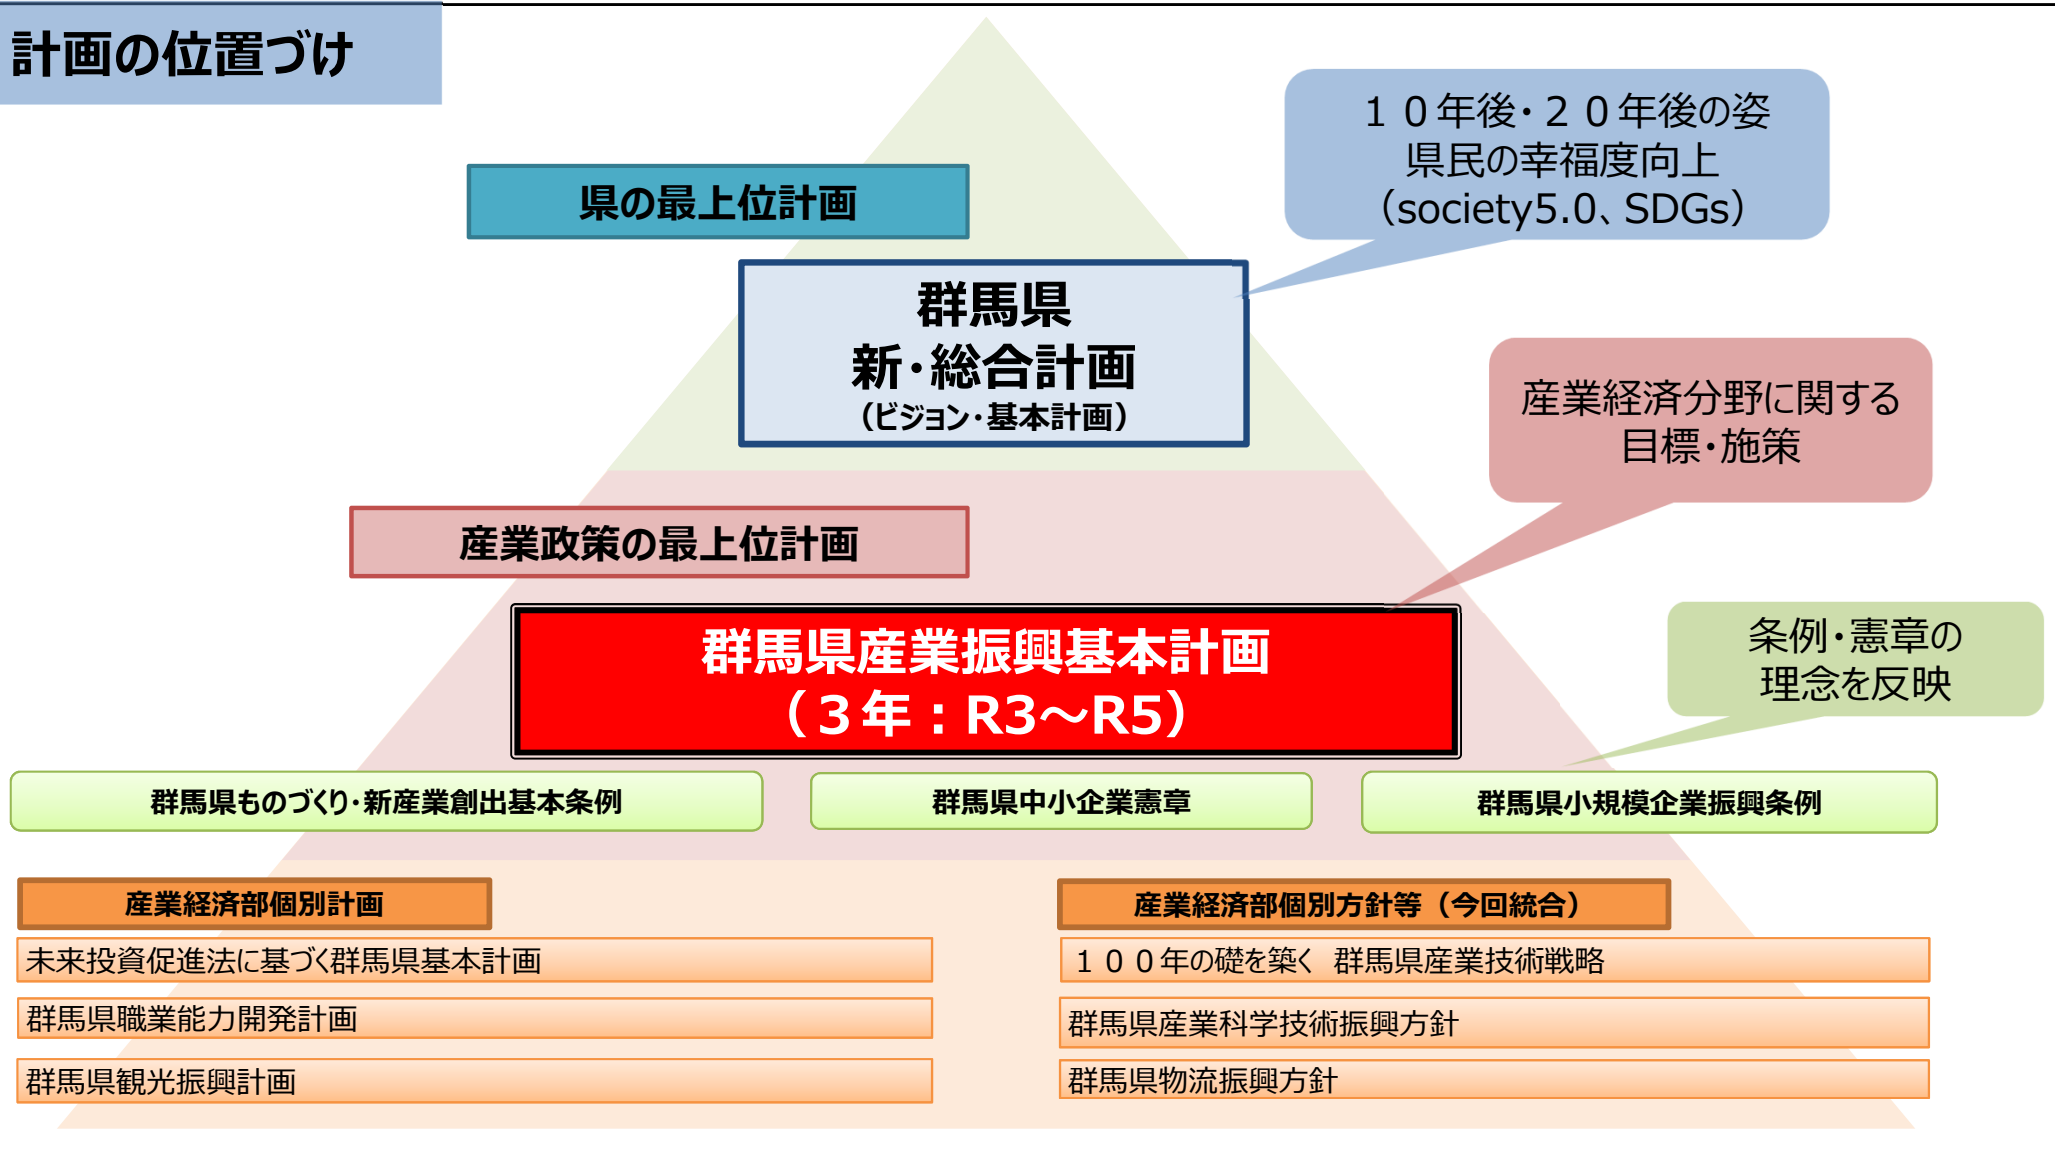 計画の位置づけ
１０年後・２０年後の姿
県民の幸福度向上
（society5.0、SDGs）
県の最上位計画
群馬県
新・総合計画
（ビジョン・基本計画）
産業経済分野に関する
目標・施策
産業政策の最上位計画
群馬県産業振興基本計画
（３年：R3～R5）
条例・憲章の
理念を反映
群馬県ものづくり・新産業創出基本条例
群馬県中小企業憲章
群馬県小規模企業振興条例
産業経済部個別計画
未来投資促進法に基づく群馬県基本計画
群馬県職業能力開発計画
群馬県観光振興計画
産業経済部個別方針等（今回統合）
１００年の礎を築く 群馬県産業技術戦略
群馬県産業科学技術振興方針
群馬県物流振興方針